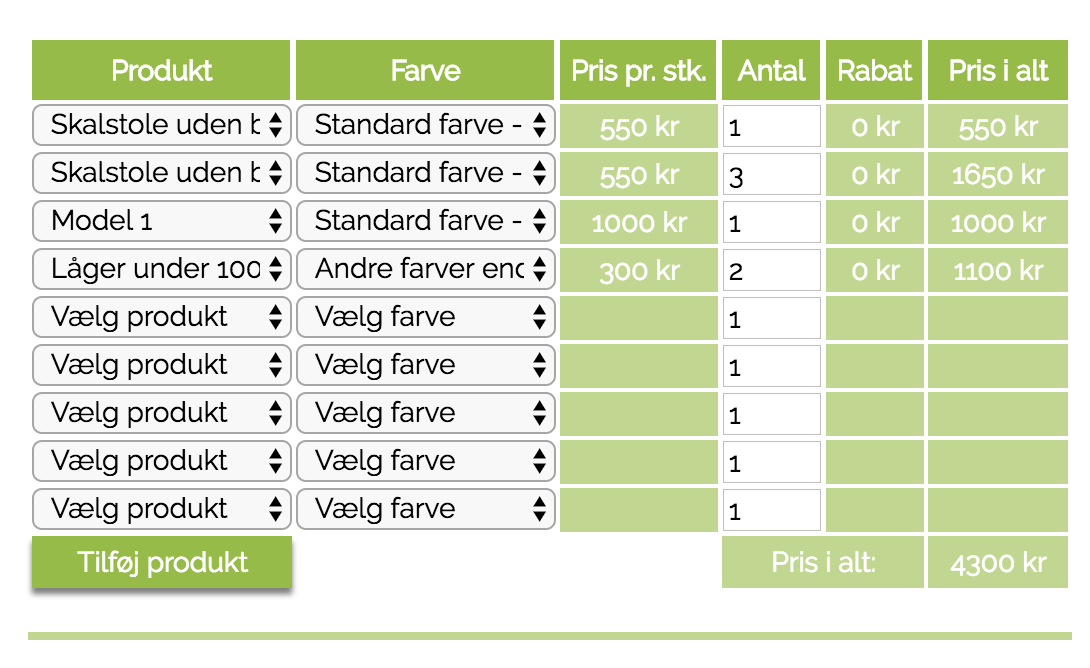 Produkt Farve Pris pr. stk. Antal Rabat Pris i alt
Skalstole uden b Standard farve - 550 kr 1 0 kr 550 kr
Skalstole uden b Standard farve - 550 kr 3 0 kr 1650 kr
Model 1 Standard farve - 1000 kr 1 0 kr 1000 kr
Låger under 100 Andre farver end 300 kr 2 0 kr 1100 kr
Vælg produkt Vælg farve 1
Vælg produkt Vælg farve 1
Vælg produkt Vælg farve 1
Vælg produkt Vælg farve 1
Vælg produkt Vælg farve 1
Tilføj produkt Pris i alt: 4300 kr